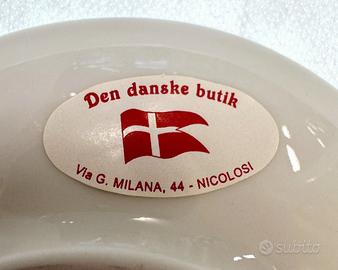 Den danske butik
Via G. MILANA, 44 - NICOLOSI
subito